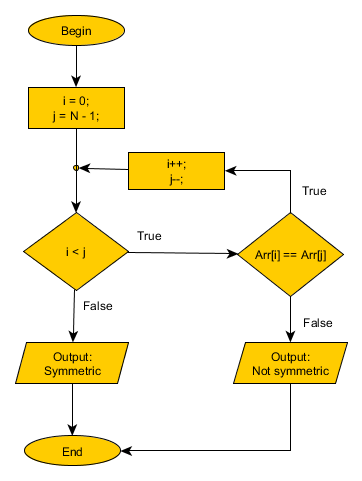 Begin
i = 0;
j = N - 1;
i++;
j--;
True
True
i < j
Arr[i] == Arr[j]
False
False
Output:
Symmetric
Output:
Not symmetric
End